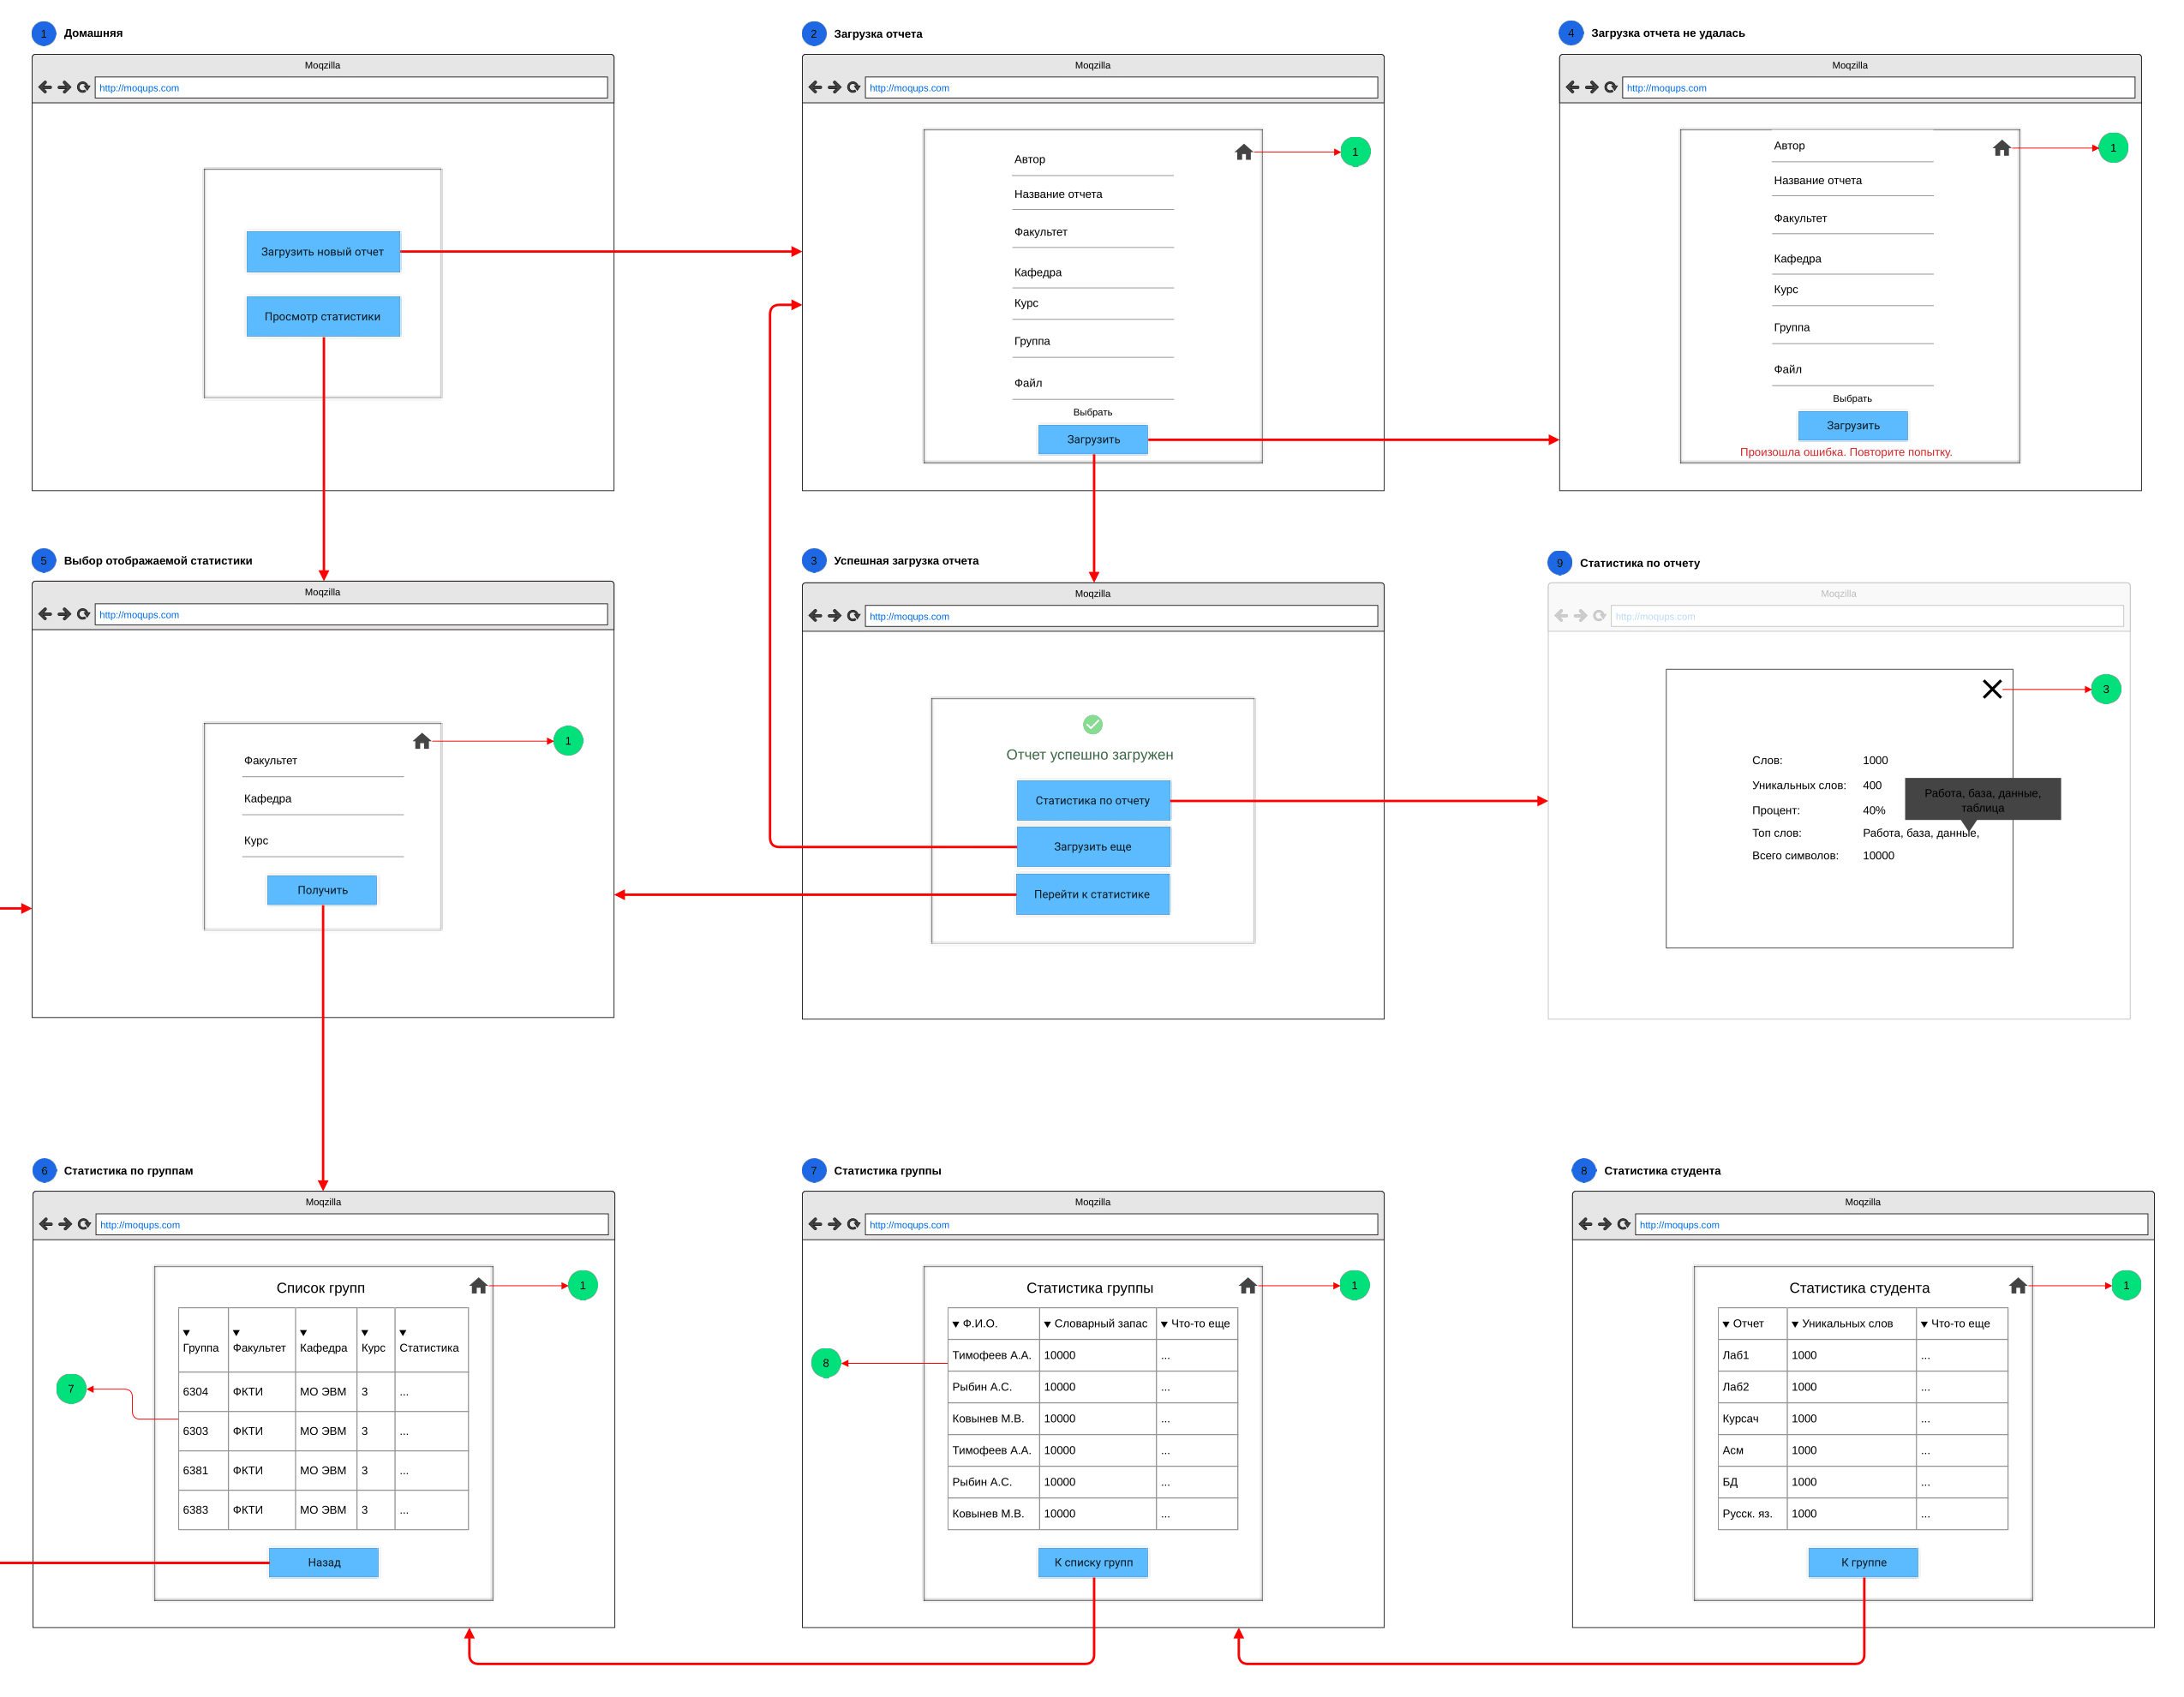 1 Домашняя
Moqzilla
http://moqups.com
Загрузить новый отчет
Просмотр статистики
2 Загрузка отчета
Moqzilla
http://moqups.com
1
Автор
Название отчета
Факультет
Кафедра
Курс
Группа
Файл
Выбрать
Загрузить
4 Загрузка отчета не удалась
Moqzilla
http://moqups.com
1
Автор
Название отчета
Факультет
Кафедра
Курс
Группа
Файл
Выбрать
Загрузить
Произошла ошибка. Повторите попытку.
5 Выбор отображаемой статистики
Moqzilla
http://moqups.com
1
Факультет
Кафедра
Курс
Получить
3 Успешная загрузка отчета
Moqzilla
http://moqups.com
Отчет успешно загружен
Статистика по отчету
Загрузить еще
Перейти к статистике
9 Статистика по отчету
Moqzilla
http://moqups.com
3
Слов: 1000
Уникальных слов: 400
Работа, база, данные,
таблица
Процент: 40%
Топ слов: Работа, база, данные,
Всего символов: 10000
6 Статистика по группам
Moqzilla
http://moqups.com
Список групп
1
Группа Факультет Кафедра Курс Статистика
7
6304 ФКТИ МО ЭВМ 3 ...
6303 ФКТИ МО ЭВМ 3 ...
6381 ФКТИ МО ЭВМ 3 ...
6383 ФКТИ МО ЭВМ 3 ...
Назад
7 Статистика группы
Moqzilla
http://moqups.com
Статистика группы
1
Ф.И.О. Словарный запас Что-то еще
8
Тимофеев А.А. 10000 ...
Рыбин А.С. 10000 ...
Ковынев М.В. 10000 ...
Тимофеев А.А. 10000 ...
Рыбин А.С. 10000 ...
Ковынев М.В. 10000 ...
К списку групп
8 Статистика студента
Moqzilla
http://moqups.com
Статистика студента
1
Отчет Уникальных слов Что-то еще
Лаб1 1000 ...
Лаб2 1000 ...
Курсач 1000 ...
Асм 1000 ...
БД 1000 ...
Русск. яз. 1000 ...
К группе